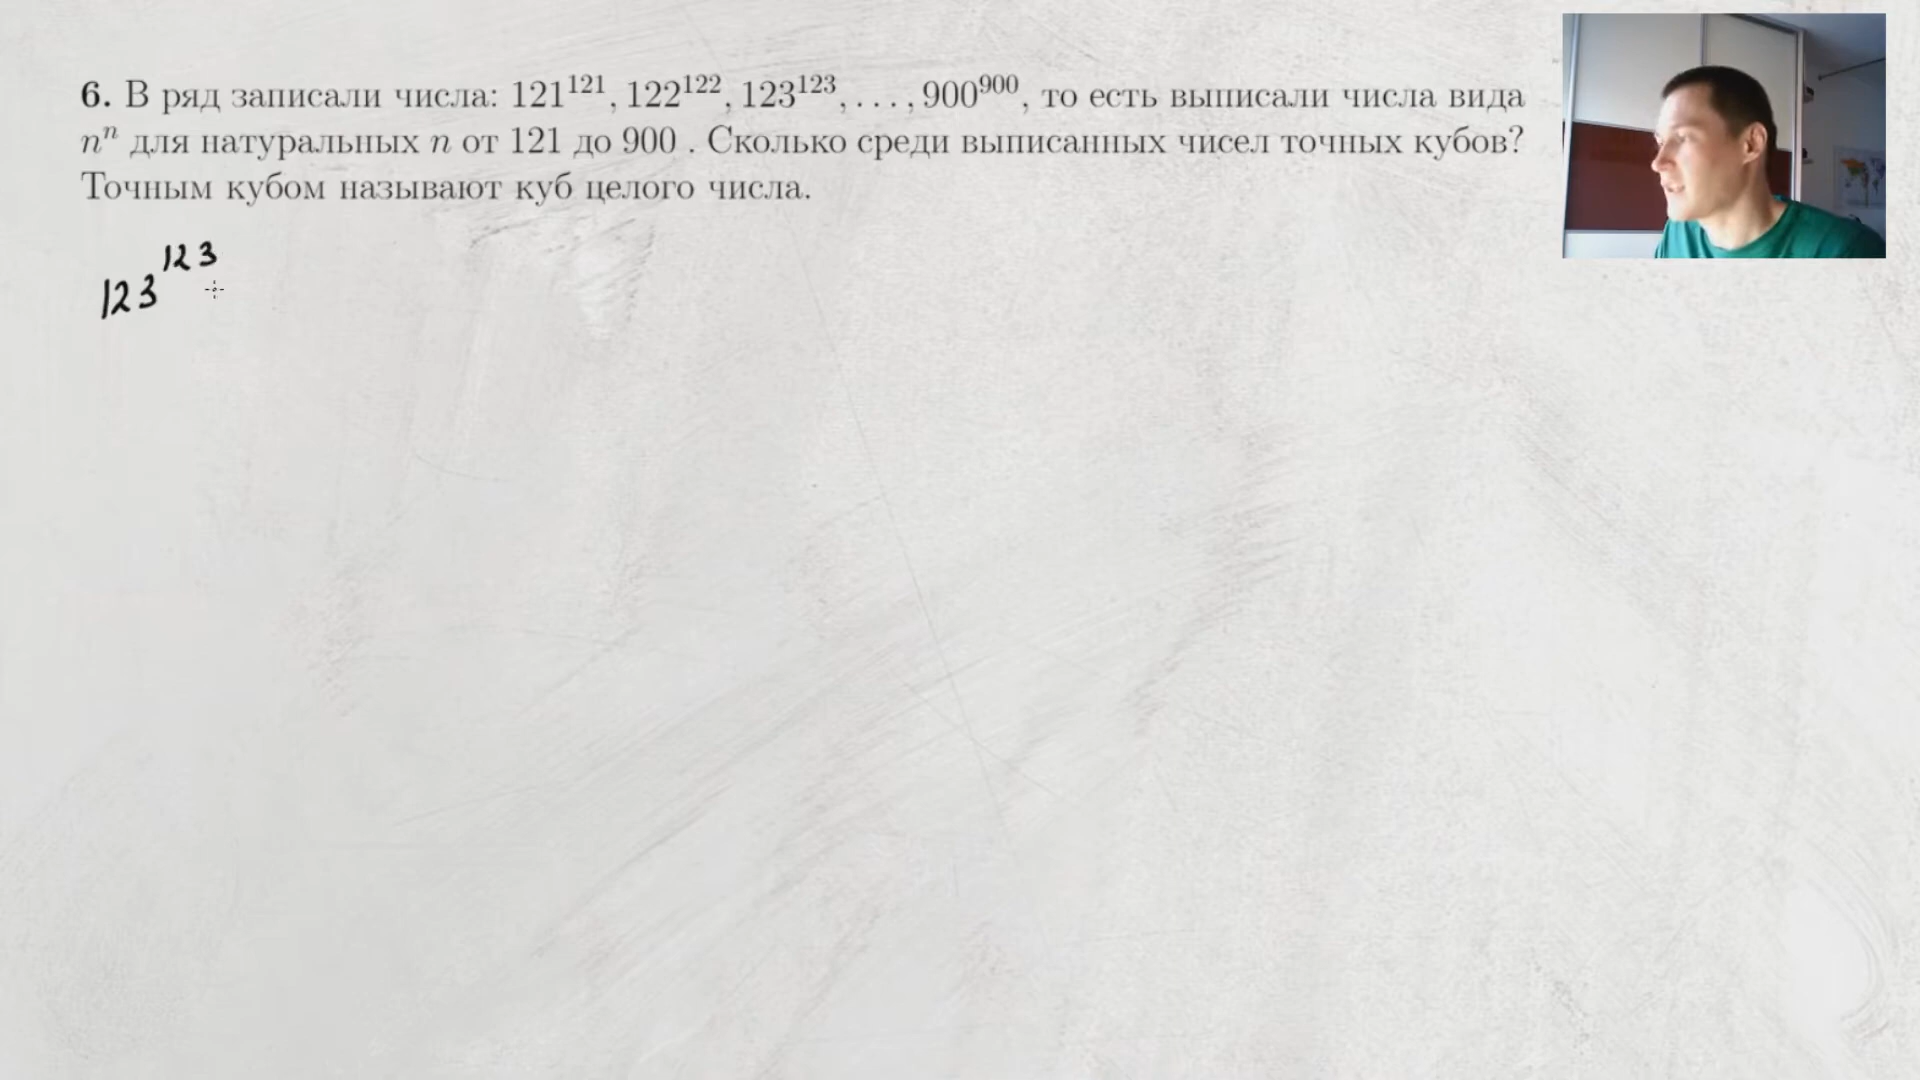 6. В ряд записали числа: 121^121, 122^122, 123^123, . . . , 900^900, то есть выписали числа вида
n^n для натуральных n от 121 до 900 . Сколько среди выписанных чисел точных кубов?
Точным кубом называют куб целого числа.
123^123